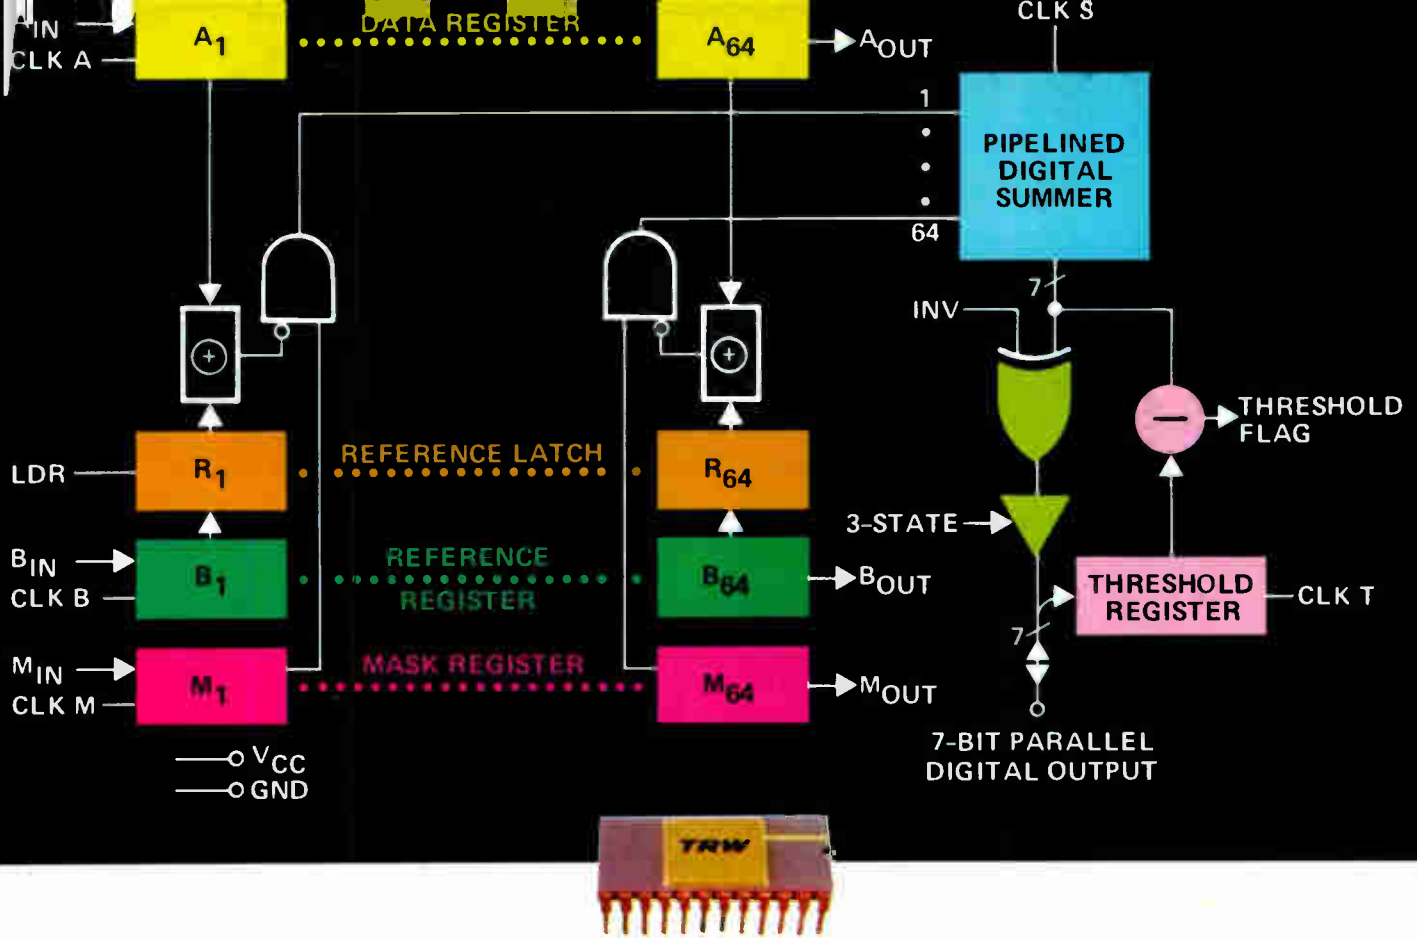 CLK S
DATA REGISTER
AIN
A1
A64
AOUT
CLK A
1
PIPELINED
DIGITAL
SUMMER
64
7
INV
THRESHOLD
FLAG
REFERENCE LATCH
LDR
R1
R64
3-STATE
BIN
CLK B
B1
REFERENCE
REGISTER
B64
BOUT
THRESHOLD
REGISTER
CLK T
7
MIN
CLK M
M1
MASK REGISTER
M64
MOUT
VCC
GND
7-BIT PARALLEL
DIGITAL OUTPUT
TRW